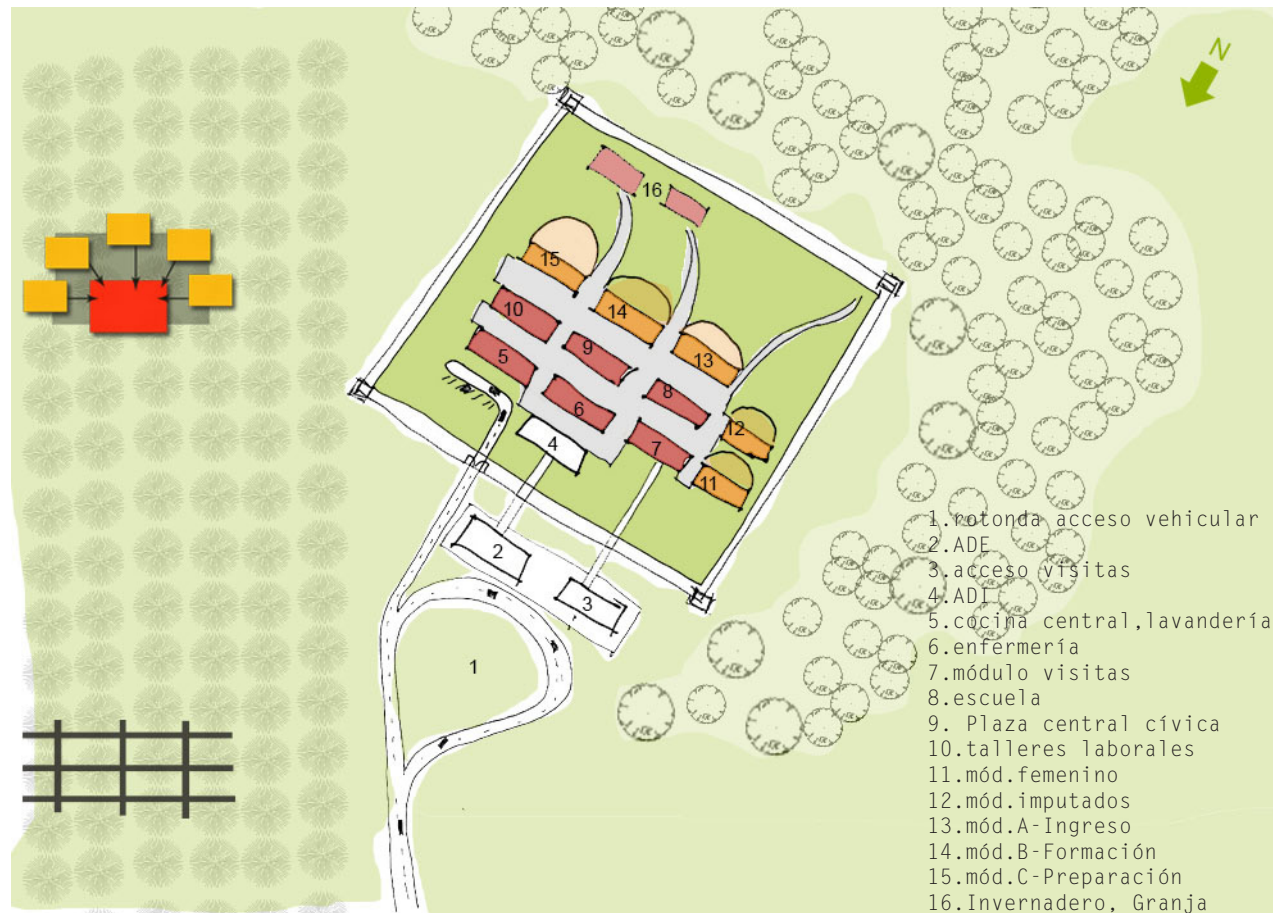 N
16
15
14
10
13
9
5
8
6
12
4
7
11
2
3
1
1.rotonda acceso vehicular
2.ADE
3.acceso visitas
4.ADI
5.cocina central,lavandería
6.enfermería
7.módulo visitas
8.escuela
9. Plaza central cívica
10.talleres laborales
11.mód.femenino
12.mód.imputados
13.mód.A-Ingreso
14.mód.B-Formación
15.mód.C-Preparación
16.Invernadero, Granja